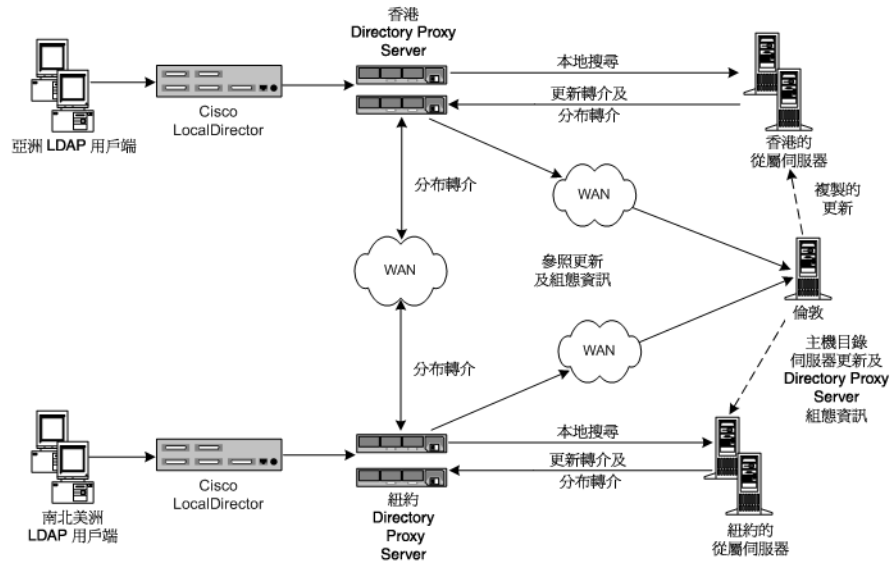 香港
Directory Proxy
Server
本地搜尋
更新轉介及
分布轉介
Cisco
LocalDirector
亞洲 LDAP 用戶端
香港的
從屬伺服器
分布轉介
WAN
複製的
更新
WAN
參照更新
及組態資訊
倫敦
WAN
主機目錄
伺服器更新及
Directory Proxy
Server
組態資訊
分布轉介
本地搜尋
更新轉介及
分布轉介
Cisco
LocalDirector
南北美洲
LDAP 用戶端
紐約
Directory
Proxy
Server
紐約的
從屬伺服器